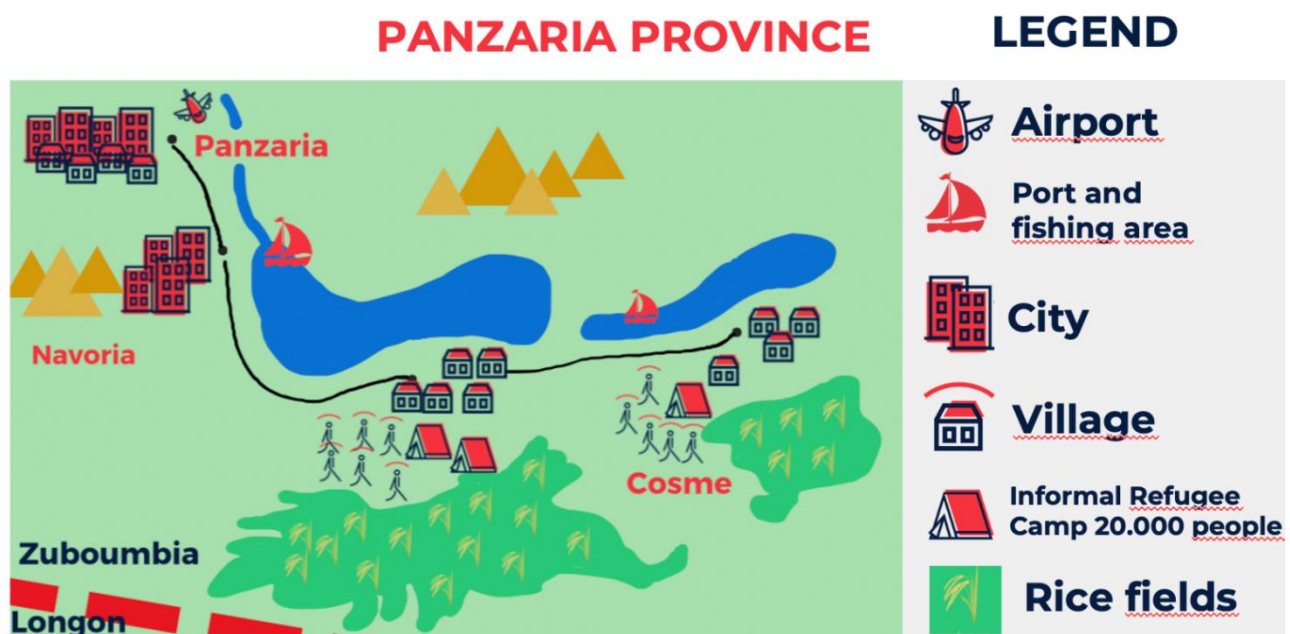 PANZARIA PROVINCE
LEGEND
Panzaria
Navoria
Cosme
Zuboumbia
Longon
Airport
Port and
fishing area
City
Village
Informal Refugee
Camp 20.000 people
Rice fields